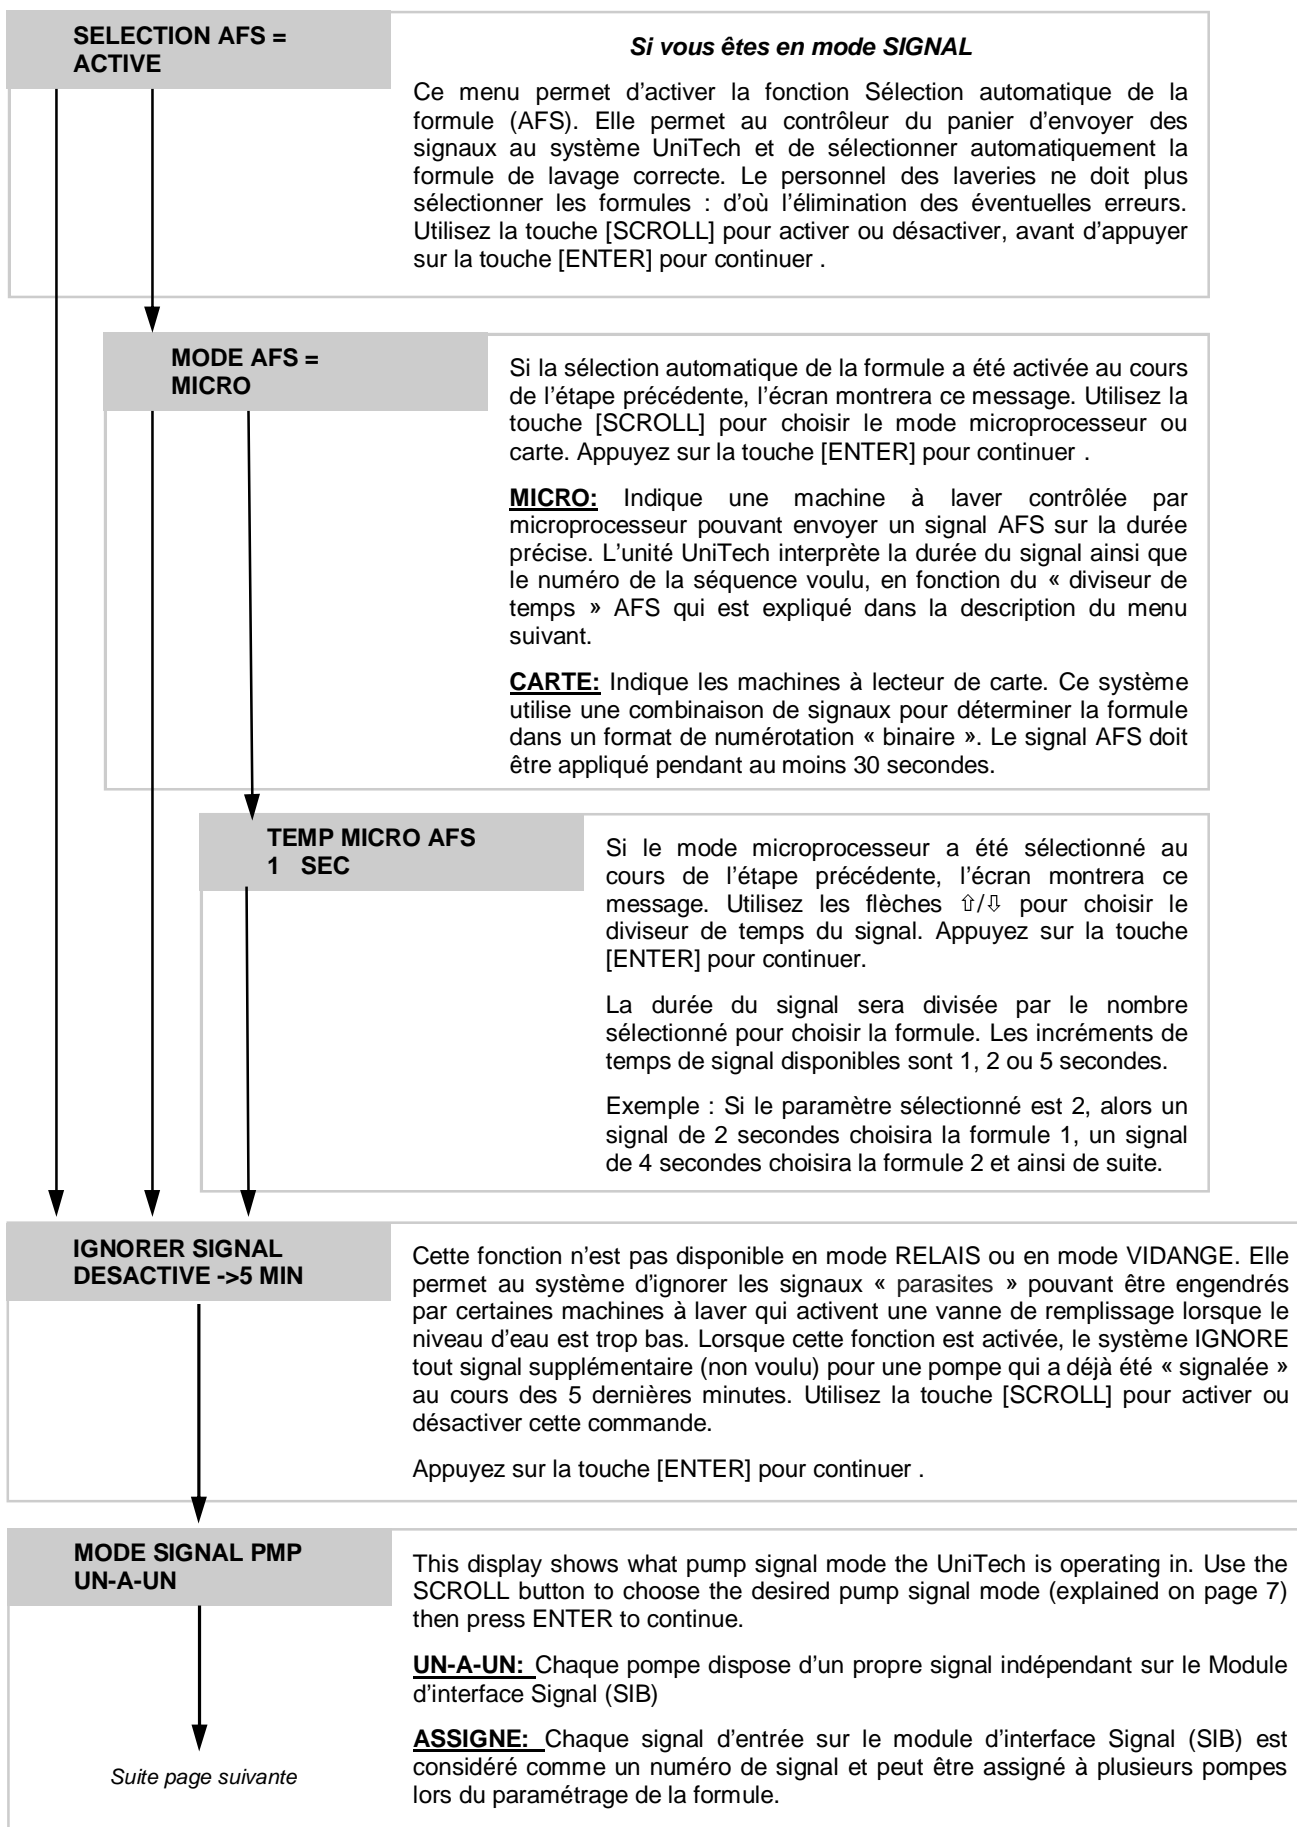 SELECTION AFS =
ACTIVE
Si vous êtes en mode SIGNAL
Ce menu permet d'activer la fonction Sélection automatique de la
formule (AFS). Elle permet au contrôleur du panier d'envoyer des
signaux au système UniTech et de sélectionner automatiquement la
formule de lavage correcte. Le personnel des laveries ne doit plus
sélectionner les formules : d'où l'élimination des éventuelles erreurs.
Utilisez la touche [SCROLL] pour activer ou désactiver, avant d'appuyer
sur la touche [ENTER] pour continuer .
MODE AFS =
MICRO
Si la sélection automatique de la formule a été activée au cours
de l'étape précédente, l'écran montrera ce message. Utilisez la
touche [SCROLL] pour choisir le mode microprocesseur ou
carte. Appuyez sur la touche [ENTER] pour continuer .
MICRO: Indique une machine à laver contrôlée par
microprocesseur pouvant envoyer un signal AFS sur la durée
précise. L'unité UniTech interprète la durée du signal ainsi que
le numéro de la séquence voulu, en fonction du « diviseur de
temps » AFS qui est expliqué dans la description du menu
suivant.
CARTE: Indique les machines à lecteur de carte. Ce système
utilise une combinaison de signaux pour déterminer la formule
dans un format de numérotation « binaire ». Le signal AFS doit
être appliqué pendant au moins 30 secondes.
TEMP MICRO AFS
1 SEC
Si le mode microprocesseur a été sélectionné au
cours de l'étape précédente, l'écran montrera ce
message. Utilisez les flèches ⇧/⇩ pour choisir le
diviseur de temps du signal. Appuyez sur la touche
[ENTER] pour continuer.
La durée du signal sera divisée par le nombre
sélectionné pour choisir la formule. Les incréments de
temps de signal disponibles sont 1, 2 ou 5 secondes.
Exemple : Si le paramètre sélectionné est 2, alors un
signal de 2 secondes choisira la formule 1, un signal
de 4 secondes choisira la formule 2 et ainsi de suite.
IGNORER SIGNAL
DESACTIVE ->5 MIN
Cette fonction n'est pas disponible en mode RELAIS ou en mode VIDANGE. Elle
permet au système d'ignorer les signaux « parasites » pouvant être engendrés
par certaines machines à laver qui activent une vanne de remplissage lorsque le
niveau d'eau est trop bas. Lorsque cette fonction est activée, le système IGNORE
tout signal supplémentaire (non voulu) pour une pompe qui a déjà été « signalée »
au cours des 5 dernières minutes. Utilisez la touche [SCROLL] pour activer ou
désactiver cette commande.
Appuyez sur la touche [ENTER] pour continuer .
MODE SIGNAL PMP
UN-A-UN
This display shows what pump signal mode the UniTech is operating in. Use the
SCROLL button to choose the desired pump signal mode (explained on page 7)
then press ENTER to continue.
UN-A-UN: Chaque pompe dispose d'un propre signal indépendant sur le Module
d'interface Signal (SIB)
ASSIGNE: Chaque signal d'entrée sur le module d'interface Signal (SIB) est
considéré comme un numéro de signal et peut être assigné à plusieurs pompes
lors du paramétrage de la formule.
Suite page suivante